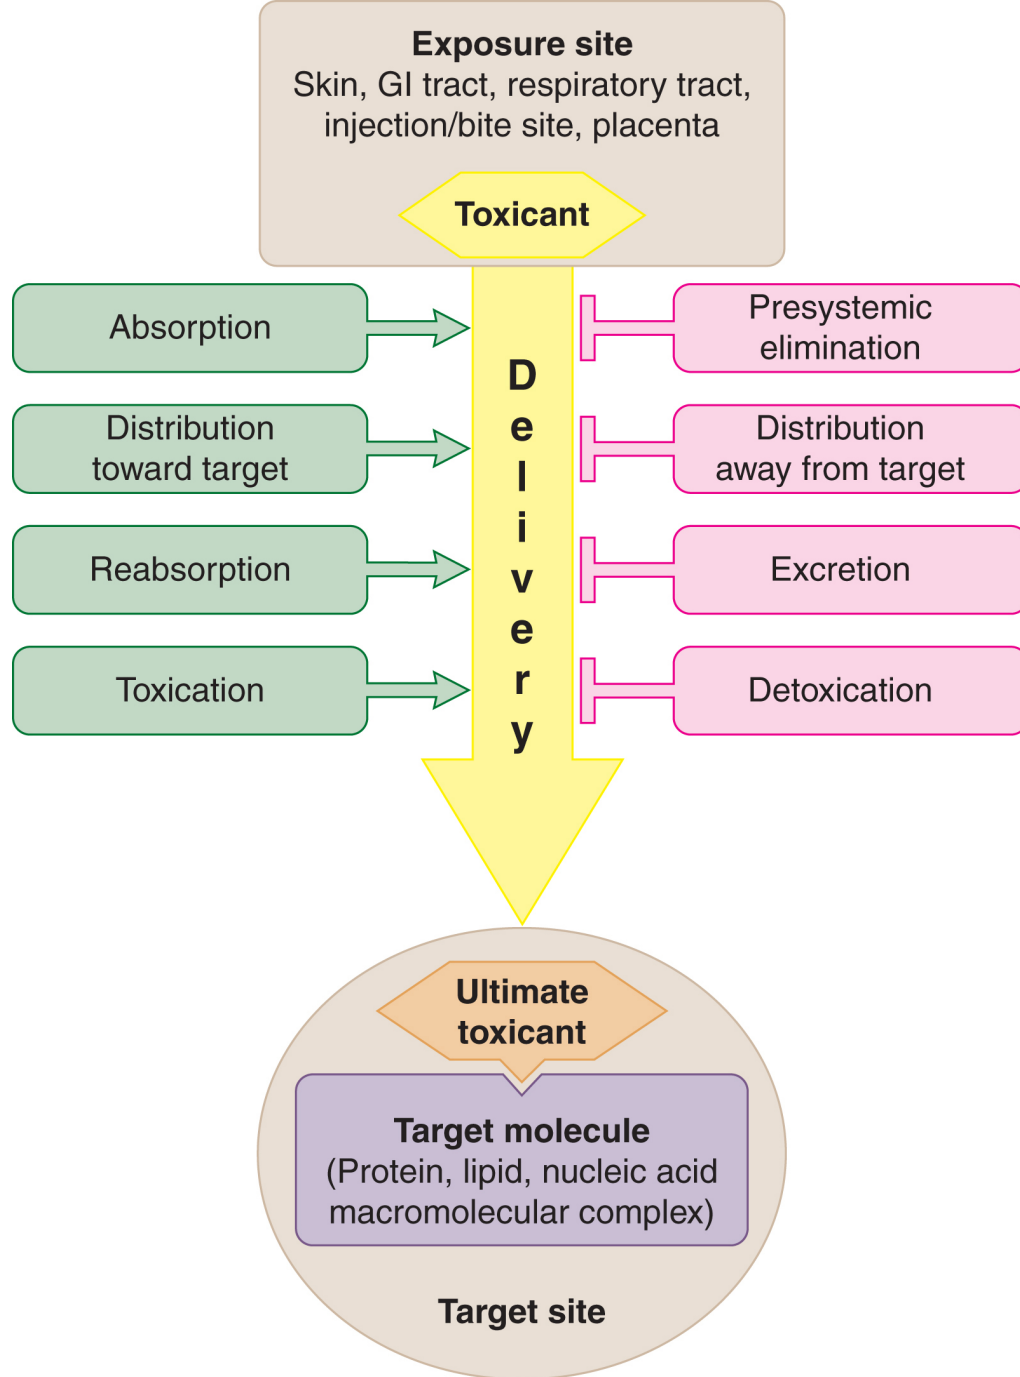 Exposure site
Skin, GI tract, respiratory tract,
injection/bite site, placenta
Toxicant
Absorption
Presystemic
elimination
Distribution
toward target
Distribution
away from target
Reabsorption
Excretion
Toxication
Detoxication
Delivery
Ultimate
toxicant
Target molecule
(Protein, lipid, nucleic acid
macromolecular complex)
Target site